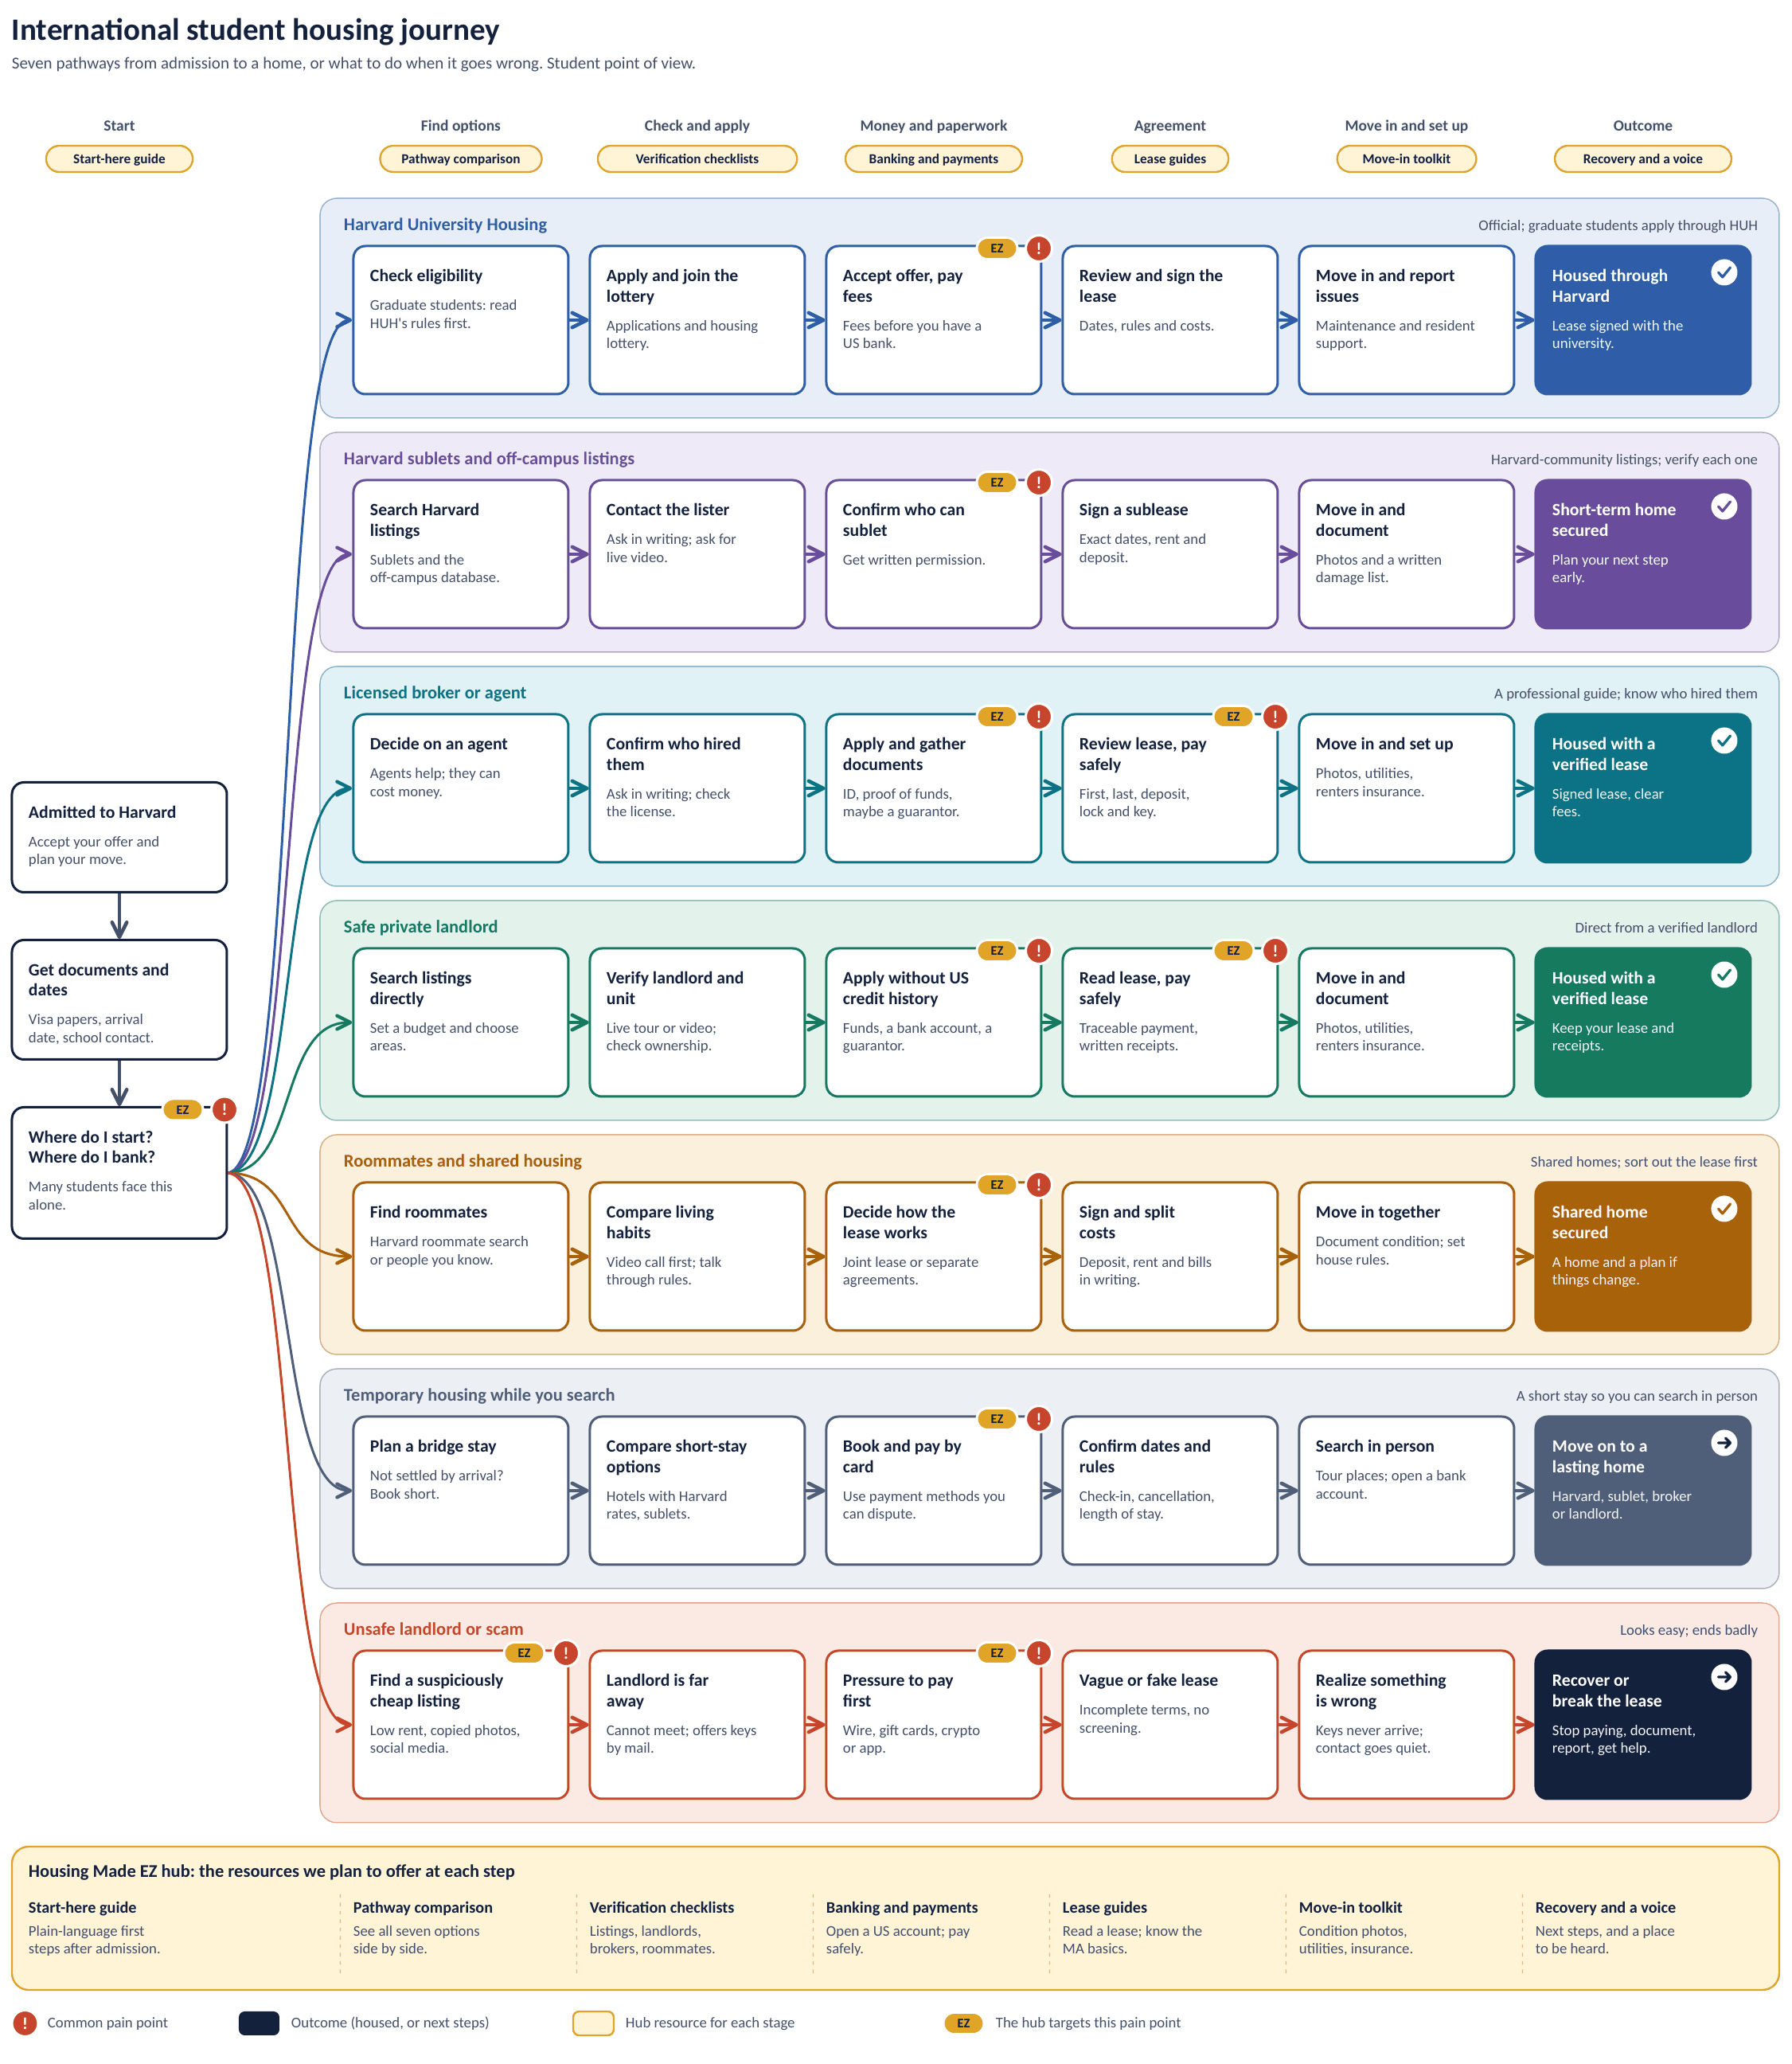 International student housing journey
Seven pathways from admission to a home, or what to do when it goes wrong. Student point of view.
Start
Find options
Check and apply
Money and paperwork
Agreement
Move in and set up
Outcome
Start-here guide
Pathway comparison
Verification checklists
Banking and payments
Lease guides
Move-in toolkit
Recovery and a voice
Admitted to Harvard
Accept your offer and
plan your move.
Get documents and
dates
Visa papers, arrival
date, school contact.
EZ
!
Where do I start?
Where do I bank?
Many students face this
alone.
Harvard University Housing
Official; graduate students apply through HUH
Check eligibility
Graduate students: read
HUH's rules first.
Apply and join the
lottery
Applications and housing
lottery.
EZ
!
Accept offer, pay
fees
Fees before you have a
US bank.
Review and sign the
lease
Dates, rules and costs.
Move in and report
issues
Maintenance and resident
support.
Housed through
Harvard
Lease signed with the
university.
Harvard sublets and off-campus listings
Harvard-community listings; verify each one
Search Harvard
listings
Sublets and the
off-campus database.
Contact the lister
Ask in writing; ask for
live video.
EZ
!
Confirm who can
sublet
Get written permission.
Sign a sublease
Exact dates, rent and
deposit.
Move in and
document
Photos and a written
damage list.
Short-term home
secured
Plan your next step
early.
Licensed broker or agent
A professional guide; know who hired them
Decide on an agent
Agents help; they can
cost money.
Confirm who hired
them
Ask in writing; check
the license.
EZ
!
Apply and gather
documents
ID, proof of funds,
maybe a guarantor.
EZ
!
Review lease, pay
safely
First, last, deposit,
lock and key.
Move in and set up
Photos, utilities,
renters insurance.
Housed with a
verified lease
Signed lease, clear
fees.
Safe private landlord
Direct from a verified landlord
Search listings
directly
Set a budget and choose
areas.
Verify landlord and
unit
Live tour or video;
check ownership.
EZ
!
Apply without US
credit history
Funds, a bank account, a
guarantor.
EZ
!
Read lease, pay
safely
Traceable payment,
written receipts.
Move in and
document
Photos, utilities,
renters insurance.
Housed with a
verified lease
Keep your lease and
receipts.
Roommates and shared housing
Shared homes; sort out the lease first
Find roommates
Harvard roommate search
or people you know.
Compare living
habits
Video call first; talk
through rules.
EZ
!
Decide how the
lease works
Joint lease or separate
agreements.
Sign and split
costs
Deposit, rent and bills
in writing.
Move in together
Document condition; set
house rules.
Shared home
secured
A home and a plan if
things change.
Temporary housing while you search
A short stay so you can search in person
Plan a bridge stay
Not settled by arrival?
Book short.
Compare short-stay
options
Hotels with Harvard
rates, sublets.
EZ
!
Book and pay by
card
Use payment methods you
can dispute.
Confirm dates and
rules
Check-in, cancellation,
length of stay.
Search in person
Tour places; open a bank
account.
Move on to a
lasting home
Harvard, sublet, broker
or landlord.
Unsafe landlord or scam
Looks easy; ends badly
EZ
!
Find a suspiciously
cheap listing
Low rent, copied photos,
social media.
Landlord is far
away
Cannot meet; offers keys
by mail.
EZ
!
Pressure to pay
first
Wire, gift cards, crypto
or app.
Vague or fake lease
Incomplete terms, no
screening.
Realize something
is wrong
Keys never arrive;
contact goes quiet.
Recover or
break the lease
Stop paying, document,
report, get help.
Housing Made EZ hub: the resources we plan to offer at each step
Start-here guide
Plain-language first
steps after admission.
Pathway comparison
See all seven options
side by side.
Verification checklists
Listings, landlords,
brokers, roommates.
Banking and payments
Open a US account; pay
safely.
Lease guides
Read a lease; know the
MA basics.
Move-in toolkit
Condition photos,
utilities, insurance.
Recovery and a voice
Next steps, and a place
to be heard.
!
Common pain point
Outcome (housed, or next steps)
Hub resource for each stage
EZ
The hub targets this pain point